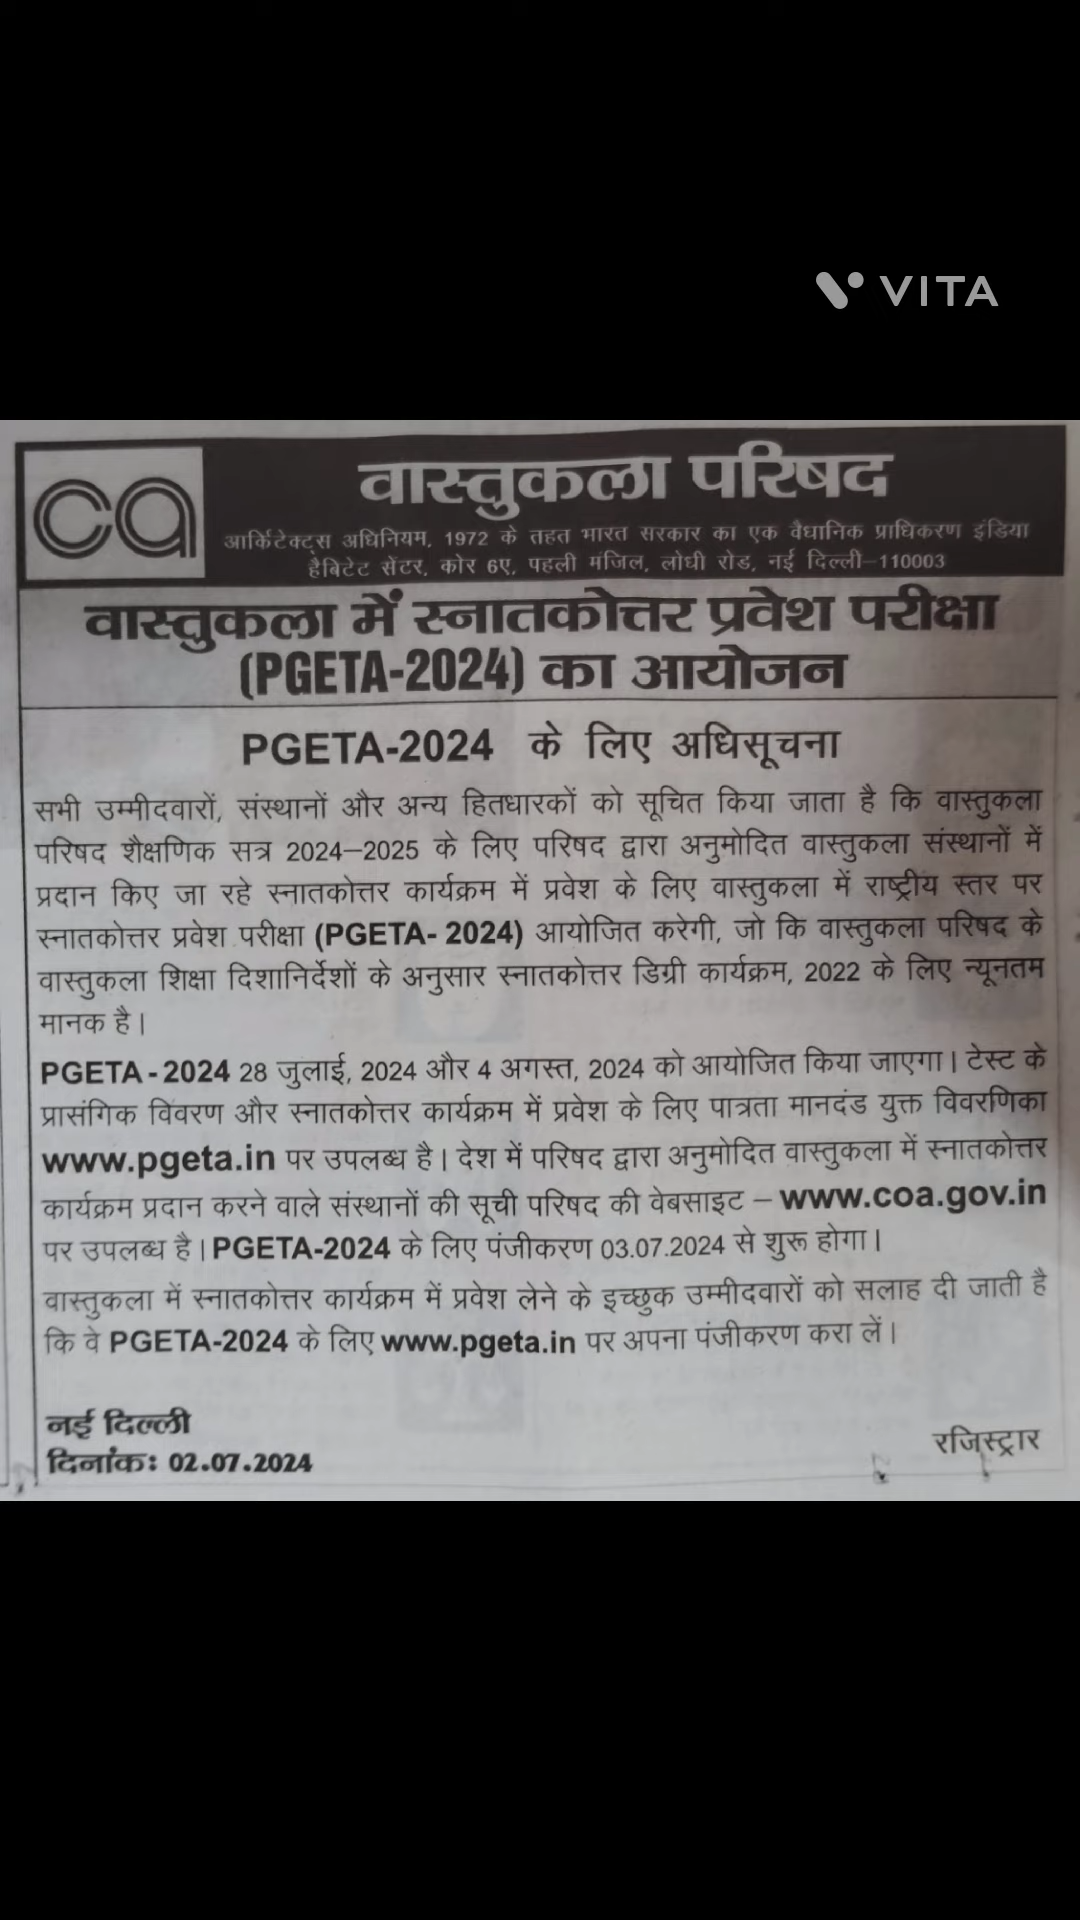 VITA
ca
वास्तुकला परिषद
आर्किटेक्ट्स अधिनियम, 1972 के तहत भारत सरकार का एक वैधानिक प्राधिकरण इंडिया
हैबिटेट सेंटर, कोर 6ए, पहली मंजिल, लोधी रोड, नई दिल्ली–110003
वास्तुकला में स्नातकोत्तर प्रवेश परीक्षा
(PGETA-2024) का आयोजन
PGETA-2024 के लिए अधिसूचना
सभी उम्मीदवारों, संस्थानों और अन्य हितधारकों को सूचित किया जाता है कि वास्तुकला
परिषद शैक्षणिक सत्र 2024–2025 के लिए परिषद द्वारा अनुमोदित वास्तुकला संस्थानों में
प्रदान किए जा रहे स्नातकोत्तर कार्यक्रम में प्रवेश के लिए वास्तुकला में राष्ट्रीय स्तर पर
स्नातकोत्तर प्रवेश परीक्षा (PGETA- 2024) आयोजित करेगी, जो कि वास्तुकला परिषद के
वास्तुकला शिक्षा दिशानिर्देशों के अनुसार स्नातकोत्तर डिग्री कार्यक्रम, 2022 के लिए न्यूनतम
मानक है।
PGETA - 2024 28 जुलाई, 2024 और 4 अगस्त, 2024 को आयोजित किया जाएगा। टेस्ट के
प्रासंगिक विवरण और स्नातकोत्तर कार्यक्रम में प्रवेश के लिए पात्रता मानदंड युक्त विवरणिका
www.pgeta.in पर उपलब्ध है। देश में परिषद द्वारा अनुमोदित वास्तुकला में स्नातकोत्तर
कार्यक्रम प्रदान करने वाले संस्थानों की सूची परिषद की वेबसाइट – www.coa.gov.in
पर उपलब्ध है। PGETA-2024 के लिए पंजीकरण 03.07.2024 से शुरू होगा।
वास्तुकला में स्नातकोत्तर कार्यक्रम में प्रवेश लेने के इच्छुक उम्मीदवारों को सलाह दी जाती है
कि वे PGETA-2024 के लिए www.pgeta.in पर अपना पंजीकरण करा लें।
नई दिल्ली
दिनांक: 02.07.2024
रजिस्ट्रार